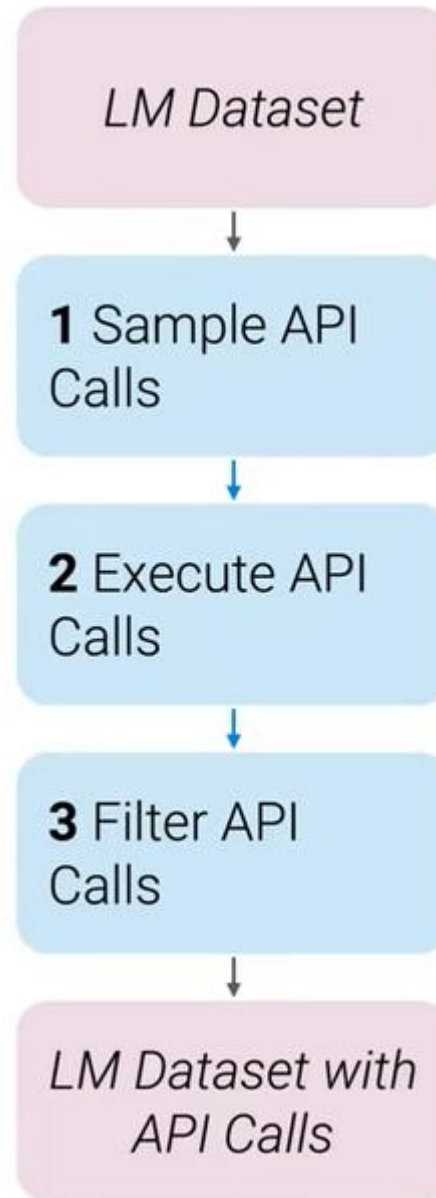 LM Dataset
1 Sample API
Calls
2 Execute API
Calls
3 Filter API
Calls
LM Dataset with
API Calls